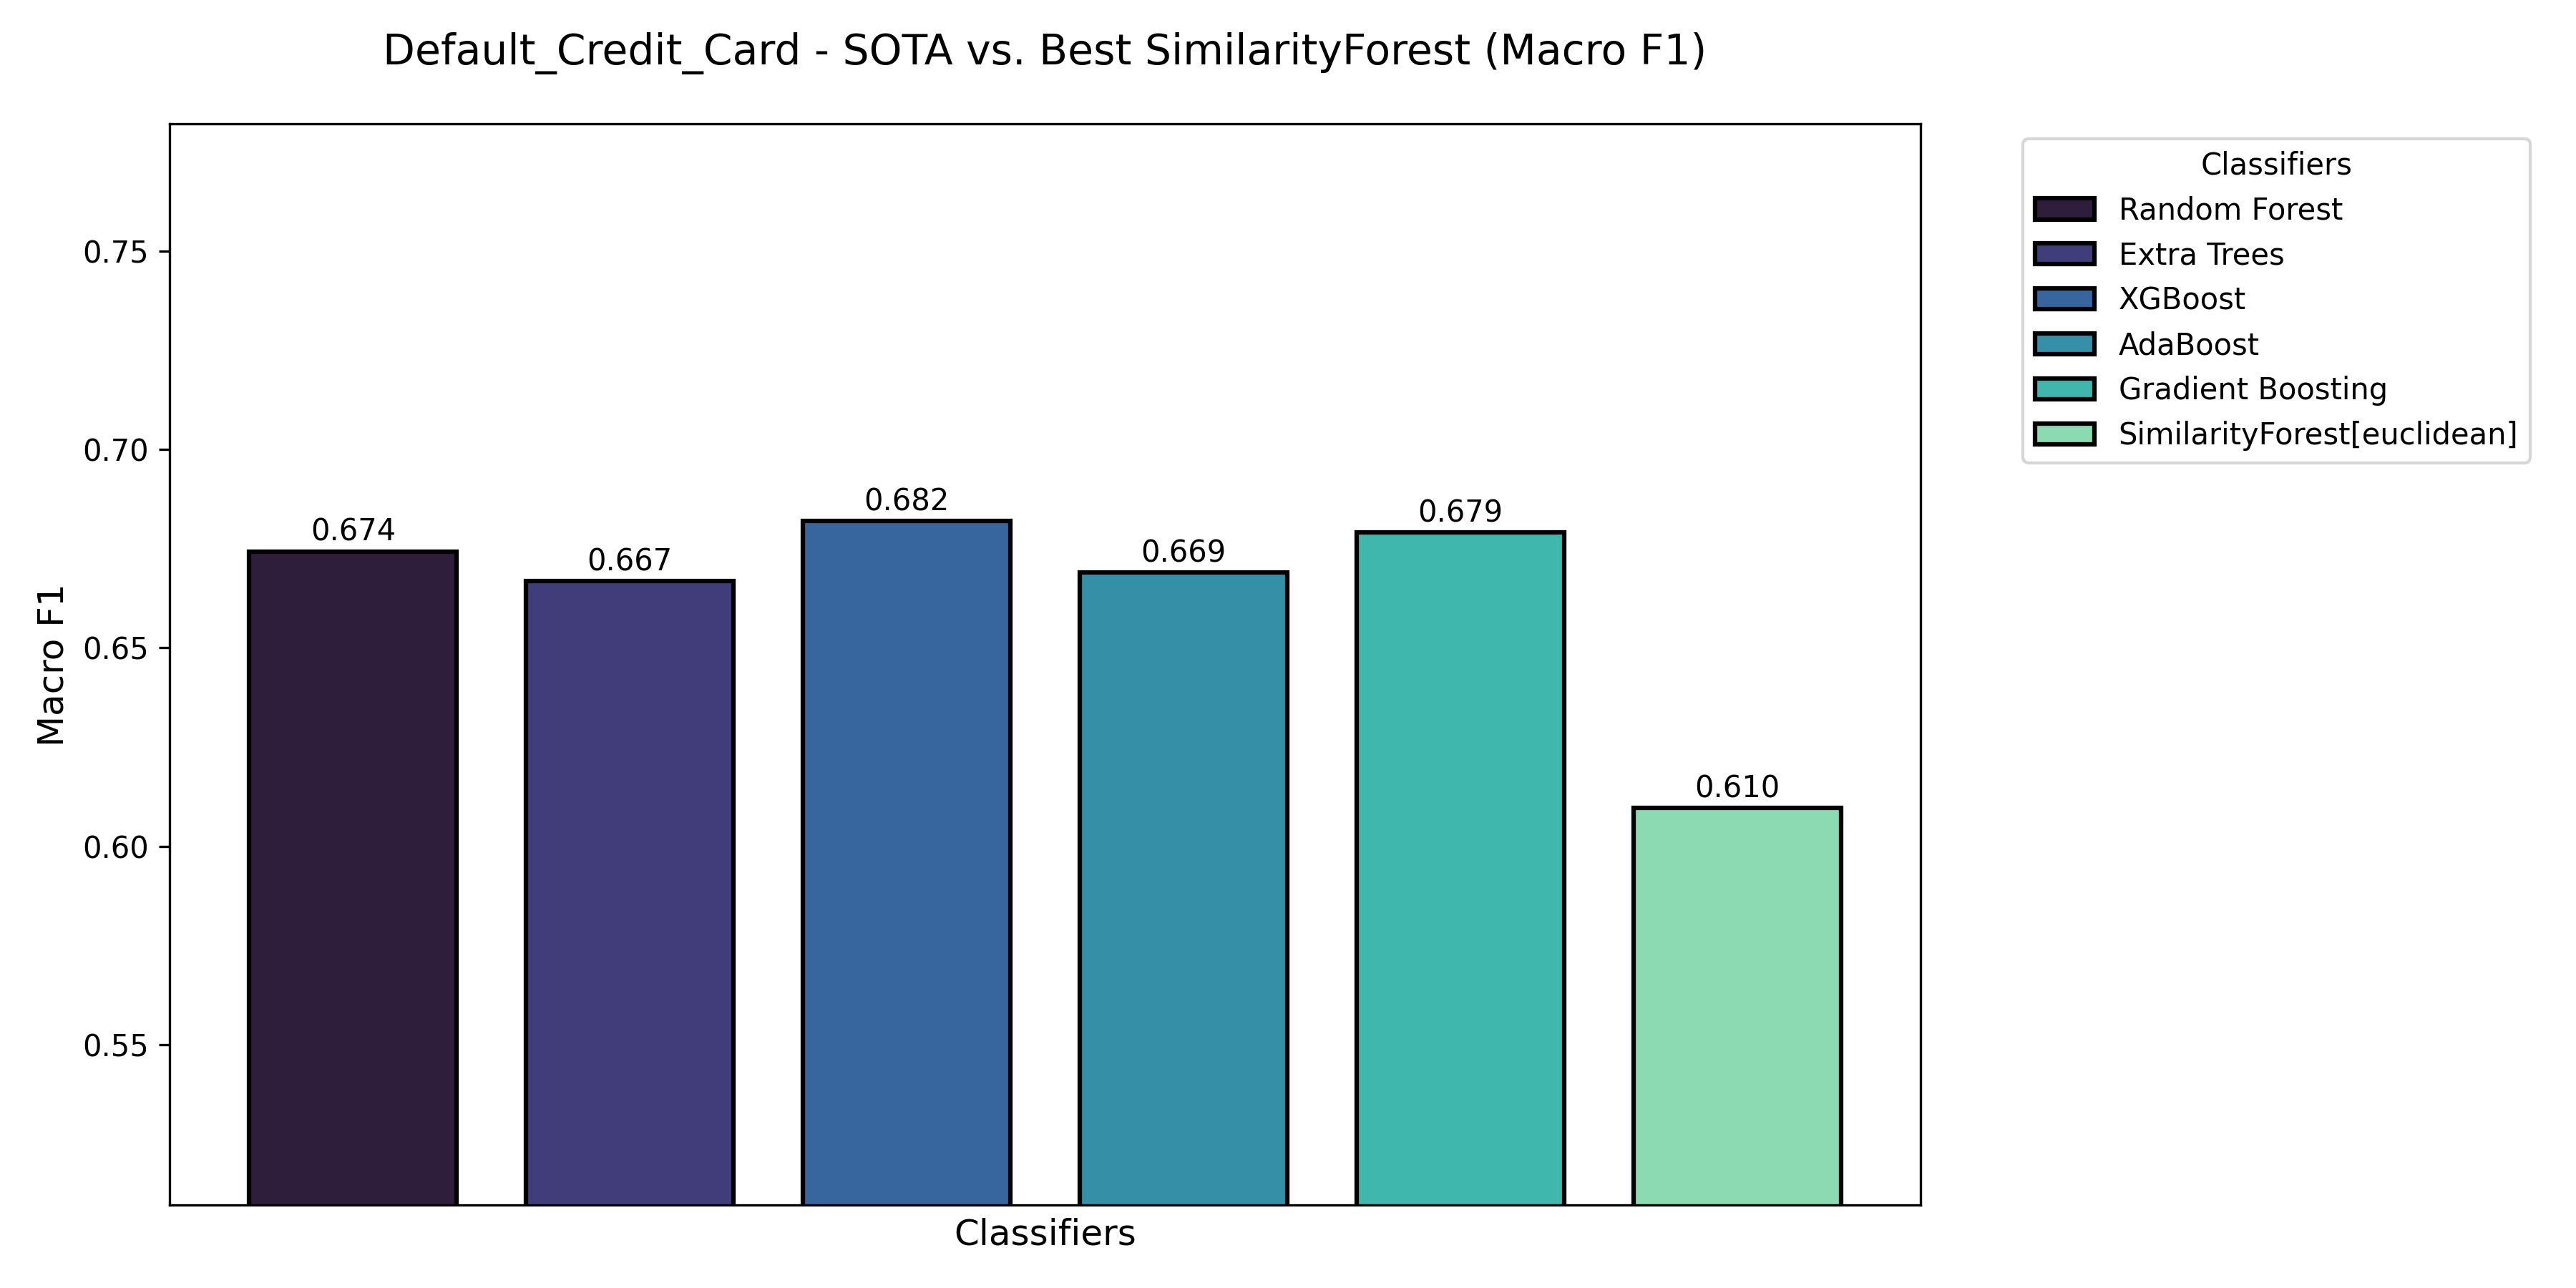 Default_Credit_Card - SOTA vs. Best SimilarityForest (Macro F1)
Macro F1
0.75
0.70
0.65
0.60
0.55
0.674
0.667
0.682
0.669
0.679
0.610
Classifiers
Classifiers
Random Forest
Extra Trees
XGBoost
AdaBoost
Gradient Boosting
SimilarityForest[euclidean]